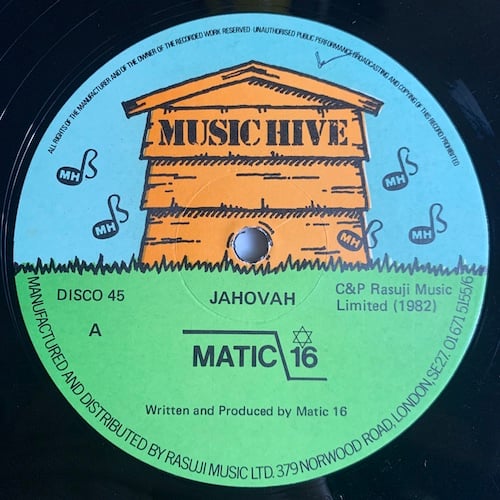 ALL RIGHTS OF THE MANUFACTURER AND OF THE OWNER OF THE RECORDED WORK RESERVED UNAUTHORISED PUBLIC PERFORMANCE BROADCASTING AND COPYING OF THIS RECORD PROHIBITED
MUSIC HIVE
MH
MH
MH
MH
MH
DISCO 45
A
JAHOVAH
C&P Rasuji Music
Limited (1982)
MATIC 16
Written and Produced by Matic 16
MANUFACTURED AND DISTRIBUTED BY RASUJI MUSIC LTD. 379 NORWOOD ROAD, LONDON, SE27. 01 671 5155/6